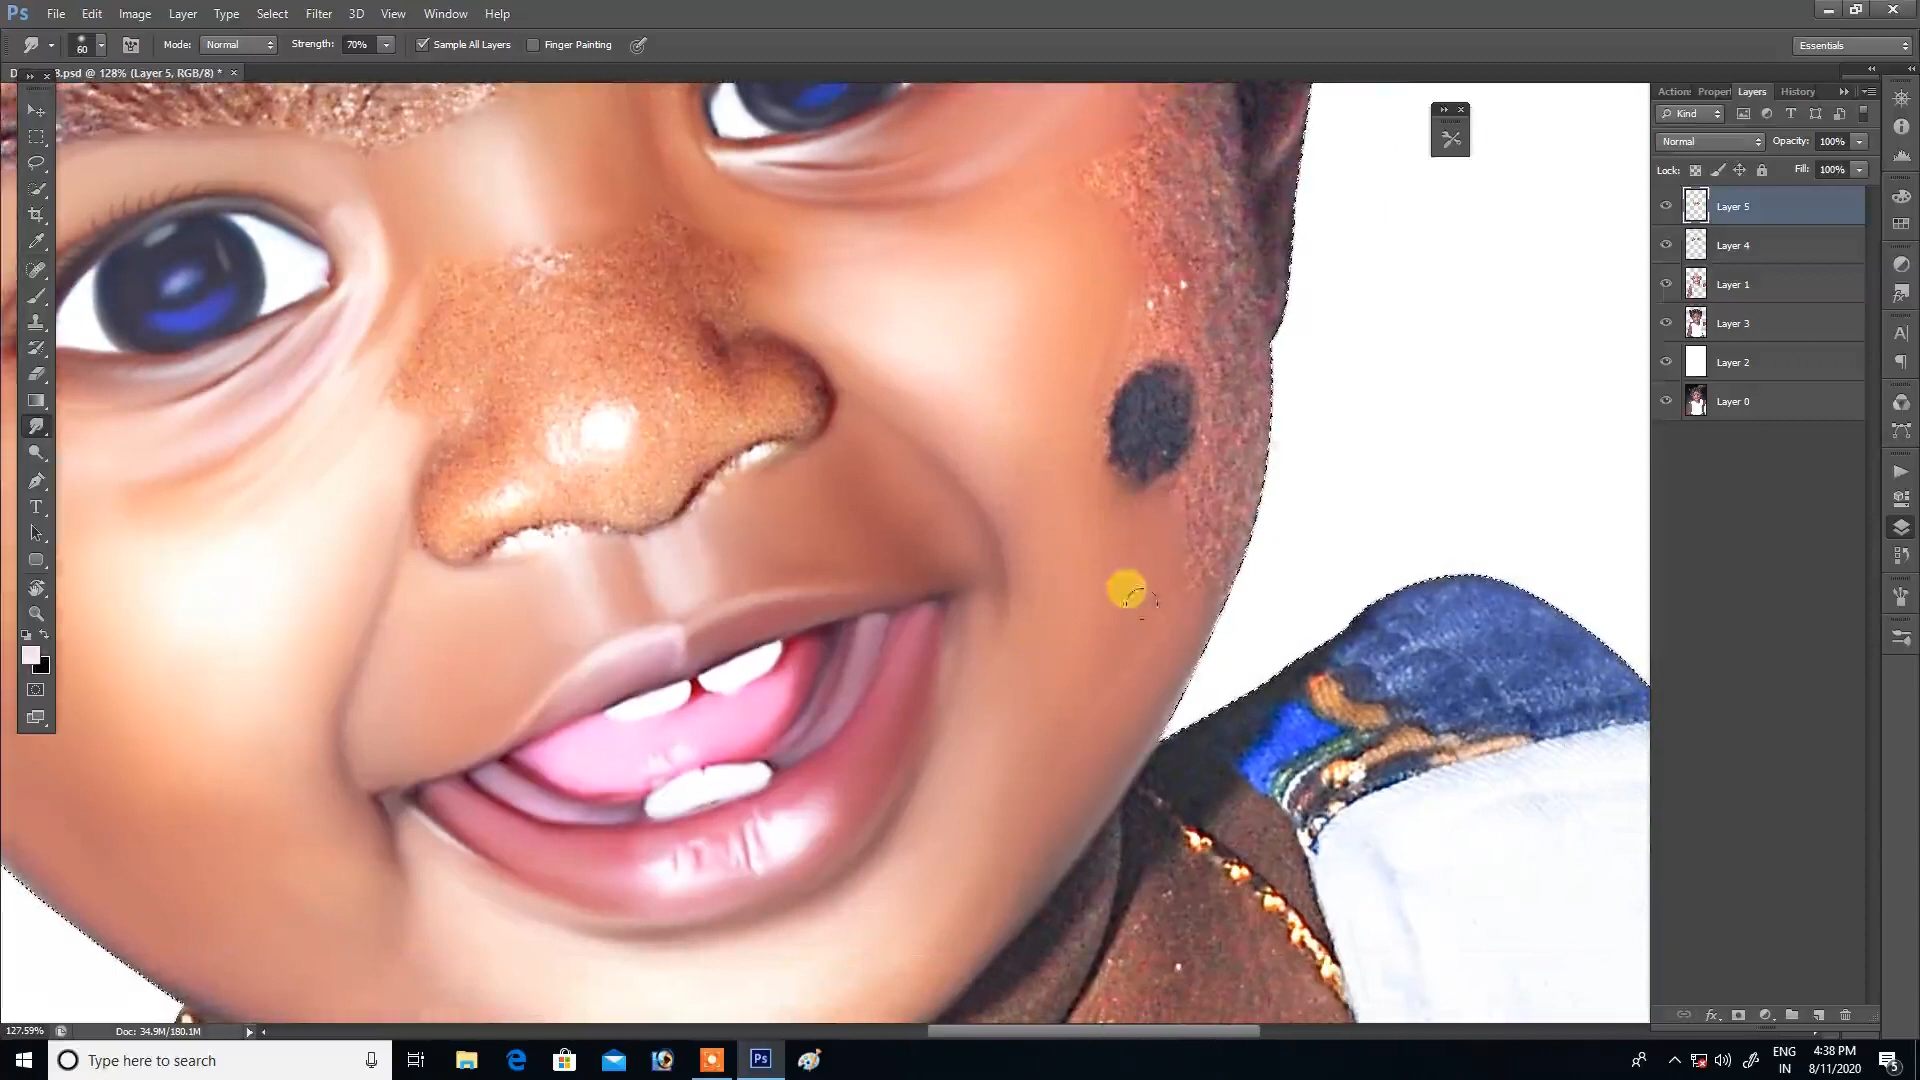 Ps File Edit Image Layer Type Select Filter 3D View Window Help
60 Mode: Normal Strength: 70% Sample All Layers Finger Painting Essentials
.psd @ 128% (Layer 5, RGB/8) *
Action Propert Layers History
Kind
Normal Opacity: 100%
Lock: Fill: 100%
Layer 5
Layer 4
Layer 1
Layer 3
Layer 2
Layer 0
127.59% Doc: 34.9M/180.1M
Type here to search
Ps
ENG
IN
4:38 PM
8/11/2020
5